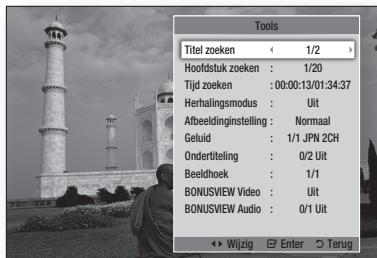 Tools
Titel zoeken 1/2
Hoofdstuk zoeken : 1/20
Tijd zoeken : 00:00:13/01:34:37
Herhalingsmodus : Uit
Afbeeldinginstelling : Normaal
Geluid : 1/1 JPN 2CH
Ondertiteling : 0/2 Uit
Beeldhoek : 1/1
BONUSVIEW Video : Uit
BONUSVIEW Audio : 0/1 Uit
Wijzig Enter Terug